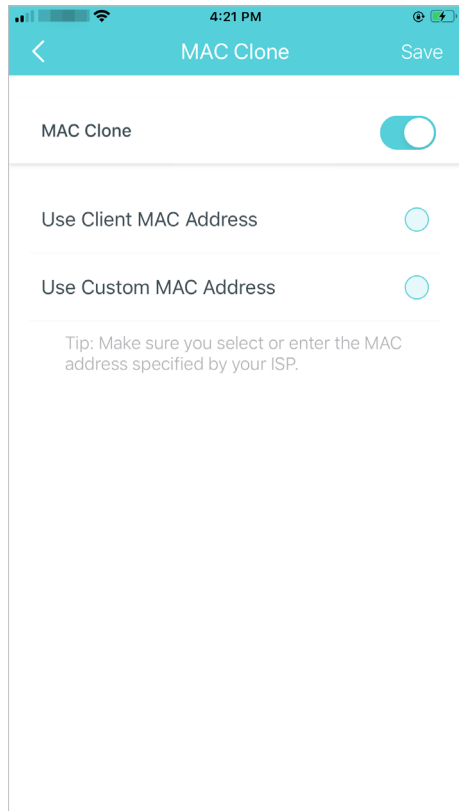 4:21 PM
MAC Clone
Save
MAC Clone
Use Client MAC Address
Use Custom MAC Address
Tip: Make sure you select or enter the MAC
address specified by your ISP.